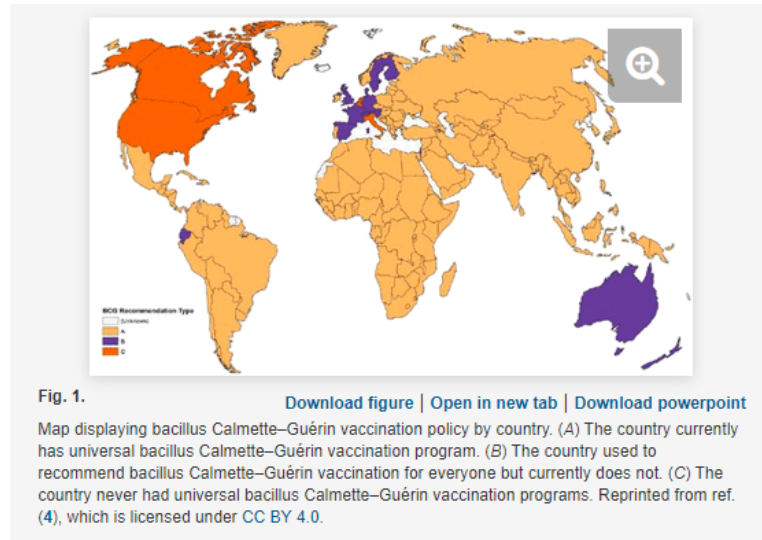 BCG Recommendation Type
(Unknown)
A
B
C
Fig. 1.
Download figure | Open in new tab | Download powerpoint
Map displaying bacillus Calmette–Guérin vaccination policy by country. (A) The country currently
has universal bacillus Calmette–Guérin vaccination program. (B) The country used to
recommend bacillus Calmette–Guérin vaccination for everyone but currently does not. (C) The
country never had universal bacillus Calmette–Guérin vaccination programs. Reprinted from ref.
(4), which is licensed under CC BY 4.0.